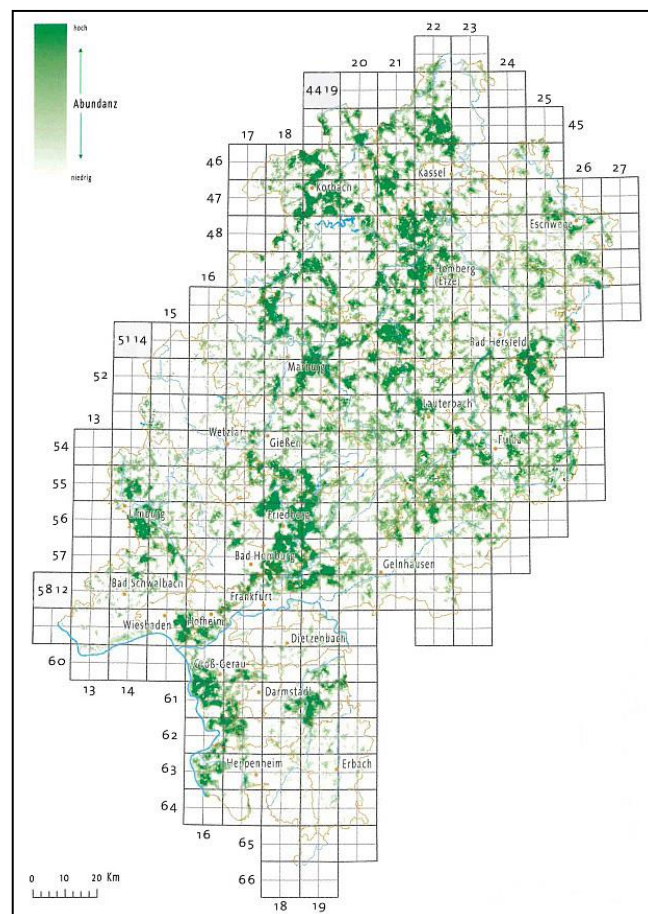 hoch
Abundanz
niedrig
22 23
20 21
4419
24
25
17 18
45
46
Korbach
Kassel
26 27
47
Eschwege
48
Homberg
(Efze)
16
15
5114
Bad Hersfeld
Marburg
52
13
Lauterbach
Wetzlar
Gießen
54
Fulda
55
56
Limburg
Friedberg
57
Bad Homburg
Gelnhausen
5812
Bad Schwalbach
Frankfurt
Wiesbaden
Hofheim
Dietzenbach
60
Groß-Gerau
13 14
61
Darmstadt
62
Heppenheim
Erbach
63
64
16
65
66
0 10 20 Km
18 19